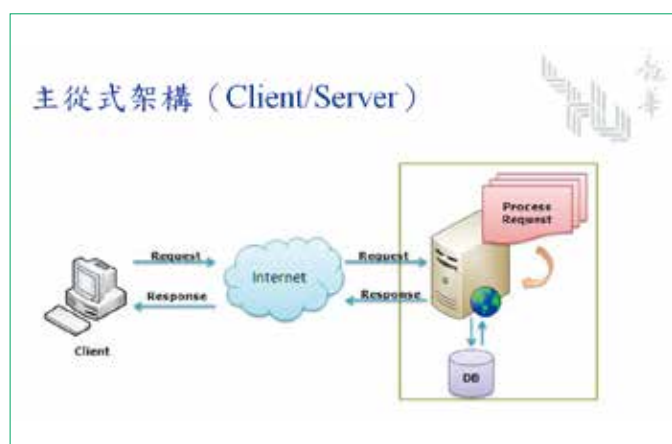 主從式架構（Client/Server）
Process
Request
Request
Internet
Request
Response
Response
Client
DB